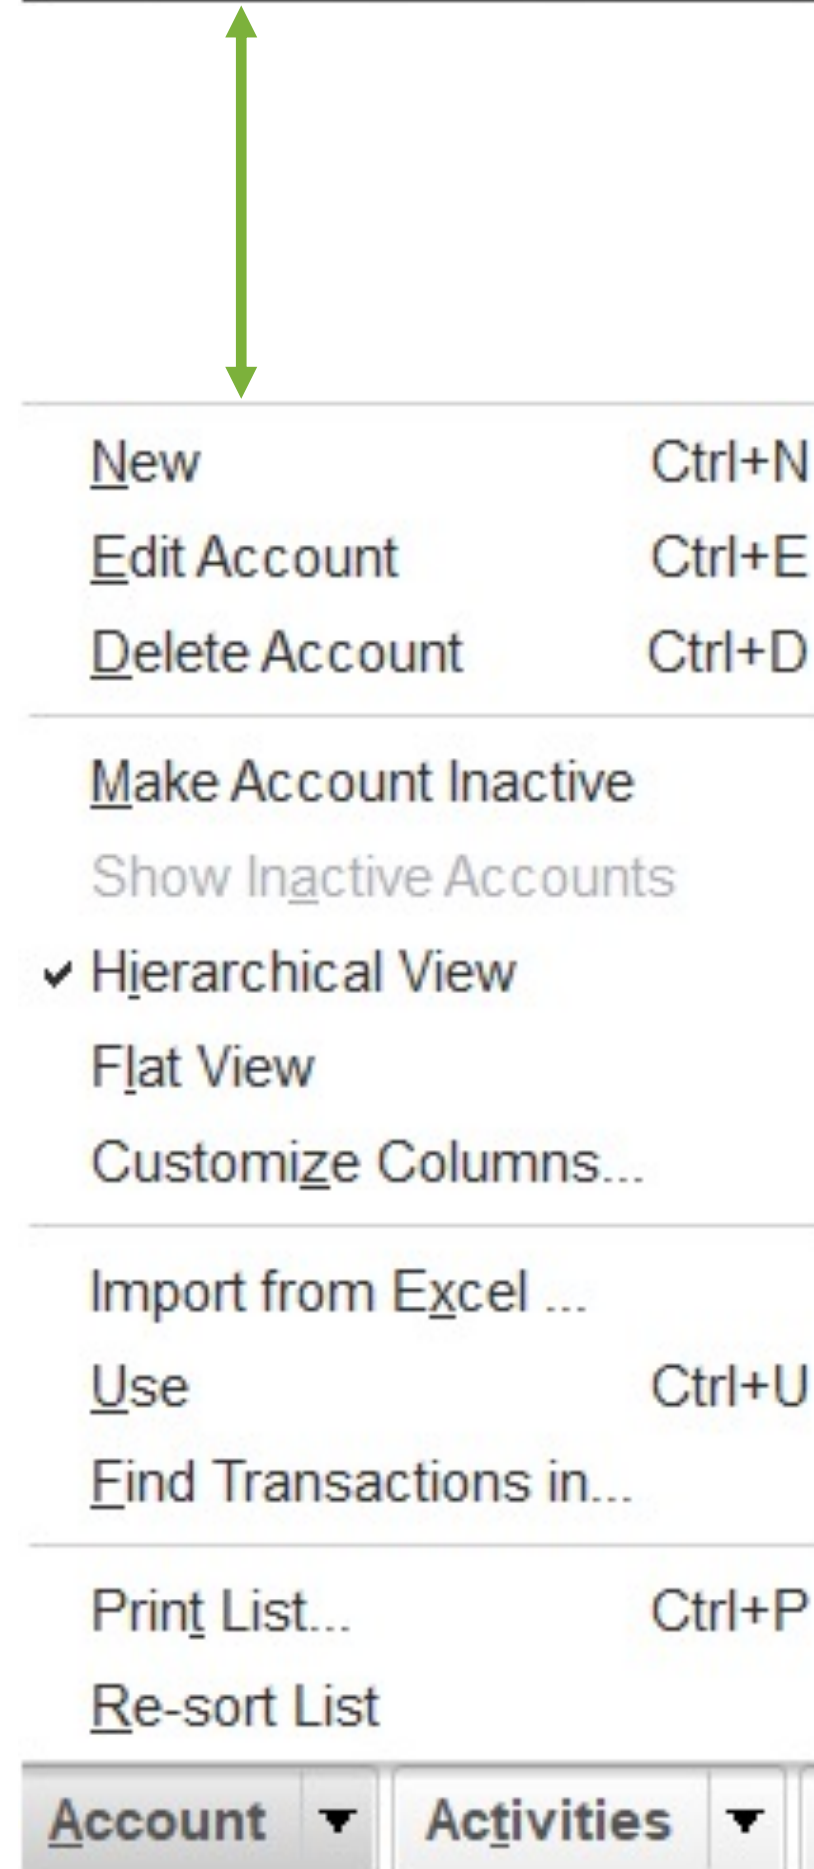 New Ctrl+N
Edit Account Ctrl+E
Delete Account Ctrl+D
Make Account Inactive
Show Inactive Accounts
Hierarchical View
Flat View
Customize Columns...
Import from Excel ...
Use Ctrl+U
Find Transactions in...
Print List... Ctrl+P
Re-sort List
Account Activities